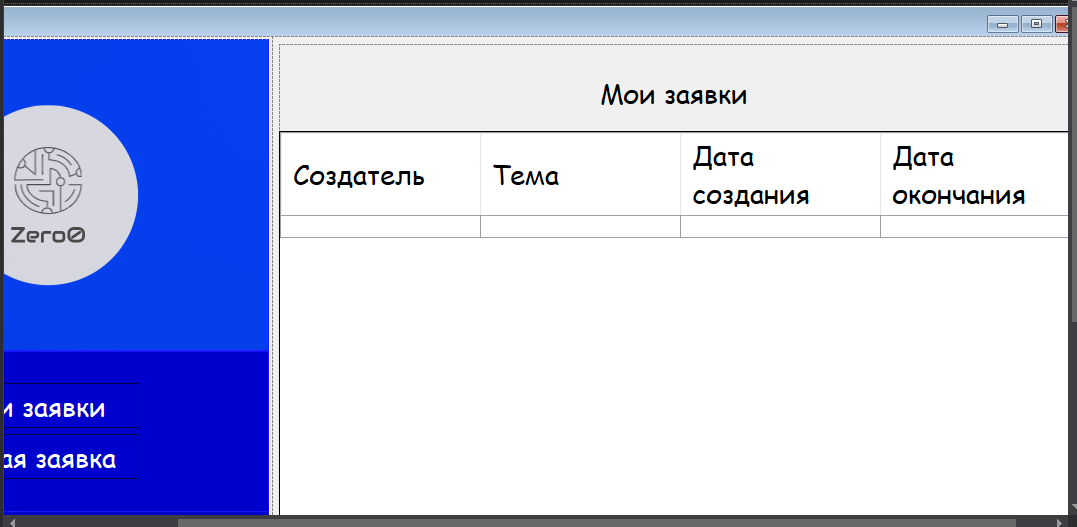 Мои заявки
Создатель
Тема
Дата
создания
Дата
окончания
Zero0
заявки
заявка